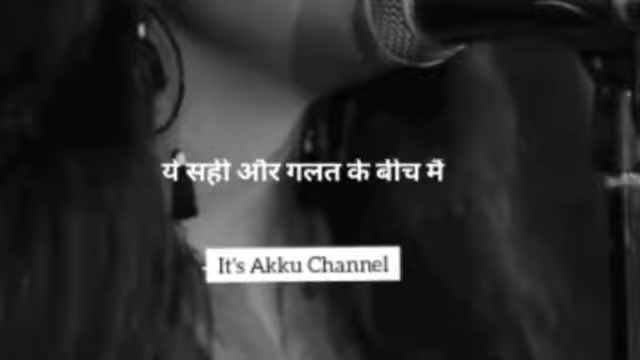 ये सही और गलत के बीच में
It's Akku Channel